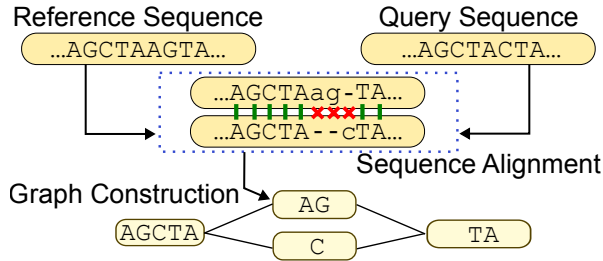 Reference Sequence
Query Sequence
...AGCTAAGTA...
...AGCTACTA...
...AGCTAag-TA...
...AGCTA--cTA...
Sequence Alignment
Graph Construction
AG
AGCTA
TA
C